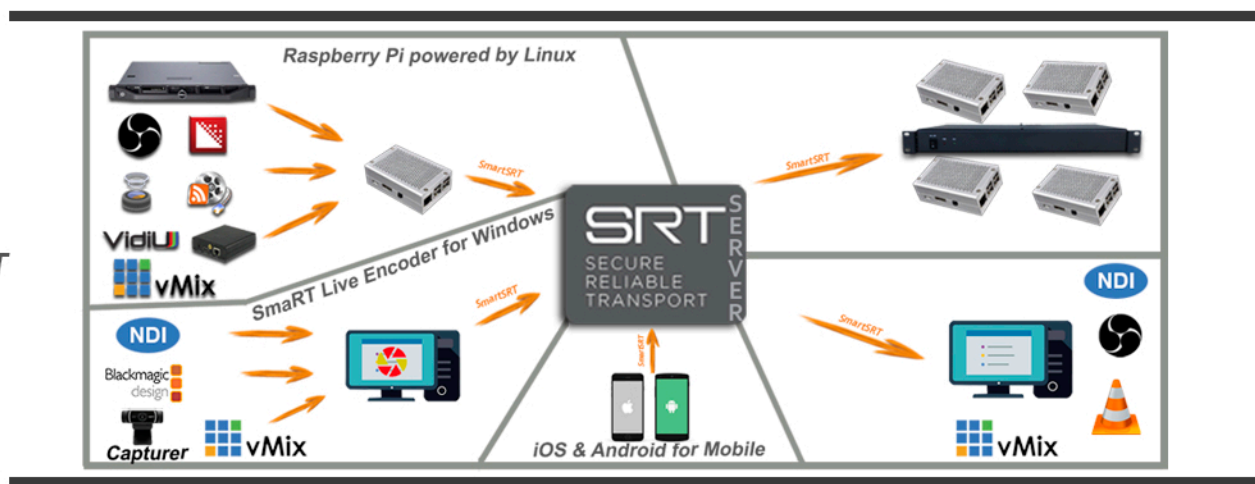 Raspberry Pi powered by Linux
SmartSRT
SmartSRT
VidiU
vMix
SmaRT Live Encoder for Windows
SRT
SECURE
RELIABLE
TRANSPORT
SERVER
NDI
Blackmagic
design
Capturer
vMix
SmartSRT
SmartSRT
iOS & Android for Mobile
SmartSRT
NDI
vMix
T